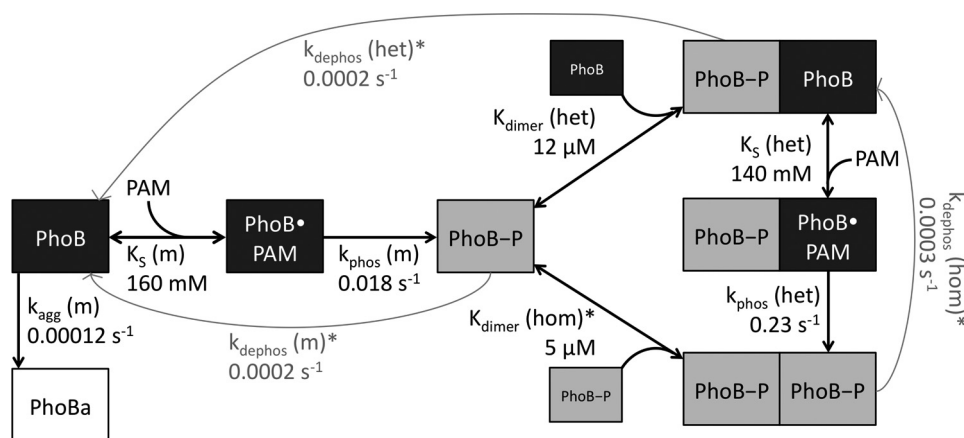 k_dephos (het)*
0.0002 s⁻¹
PhoB
PhoB–P
PhoB
K_dimer (het)
12 µM
K_S (het)
140 mM
PAM
PAM
PhoB
K_S (m)
160 mM
PhoB•
PAM
k_phos (m)
0.018 s⁻¹
PhoB–P
PhoB–P
PhoB•
PAM
k_dephos (hom)*
0.00003 s⁻¹
k_agg (m)
0.00012 s⁻¹
k_dephos (m)*
0.0002 s⁻¹
K_dimer (hom)*
5 µM
k_phos (het)
0.23 s⁻¹
PhoBa
PhoB–P
PhoB–P
PhoB–P